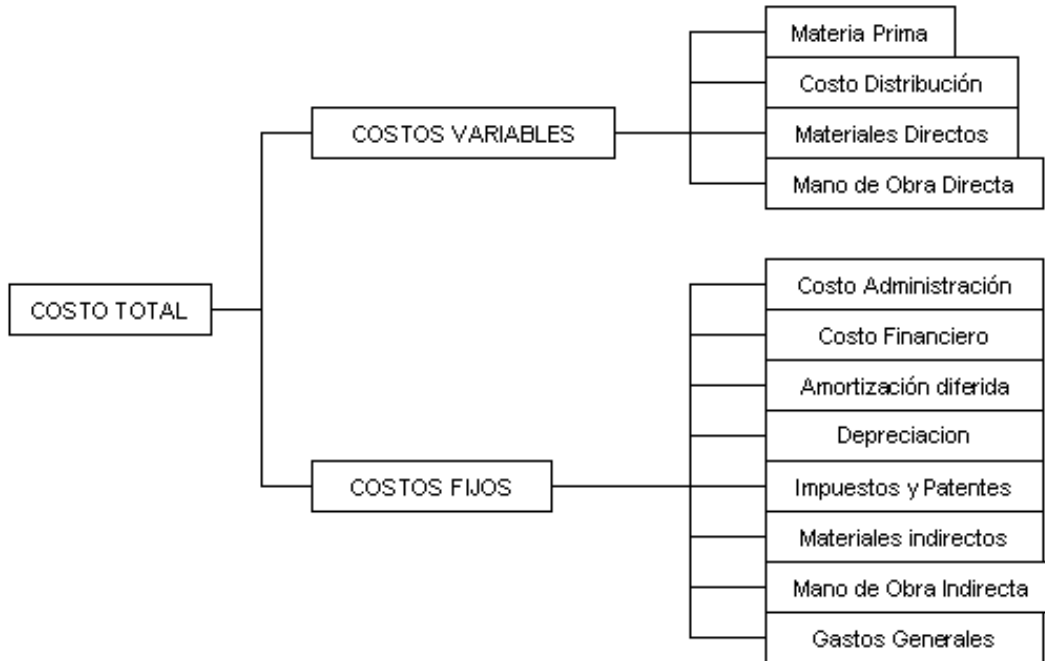 COSTO TOTAL
COSTOS VARIABLES
Materia Prima
Costo Distribución
Materiales Directos
Mano de Obra Directa
COSTOS FIJOS
Costo Administración
Costo Financiero
Amortización diferida
Depreciacion
Impuestos y Patentes
Materiales indirectos
Mano de Obra Indirecta
Gastos Generales